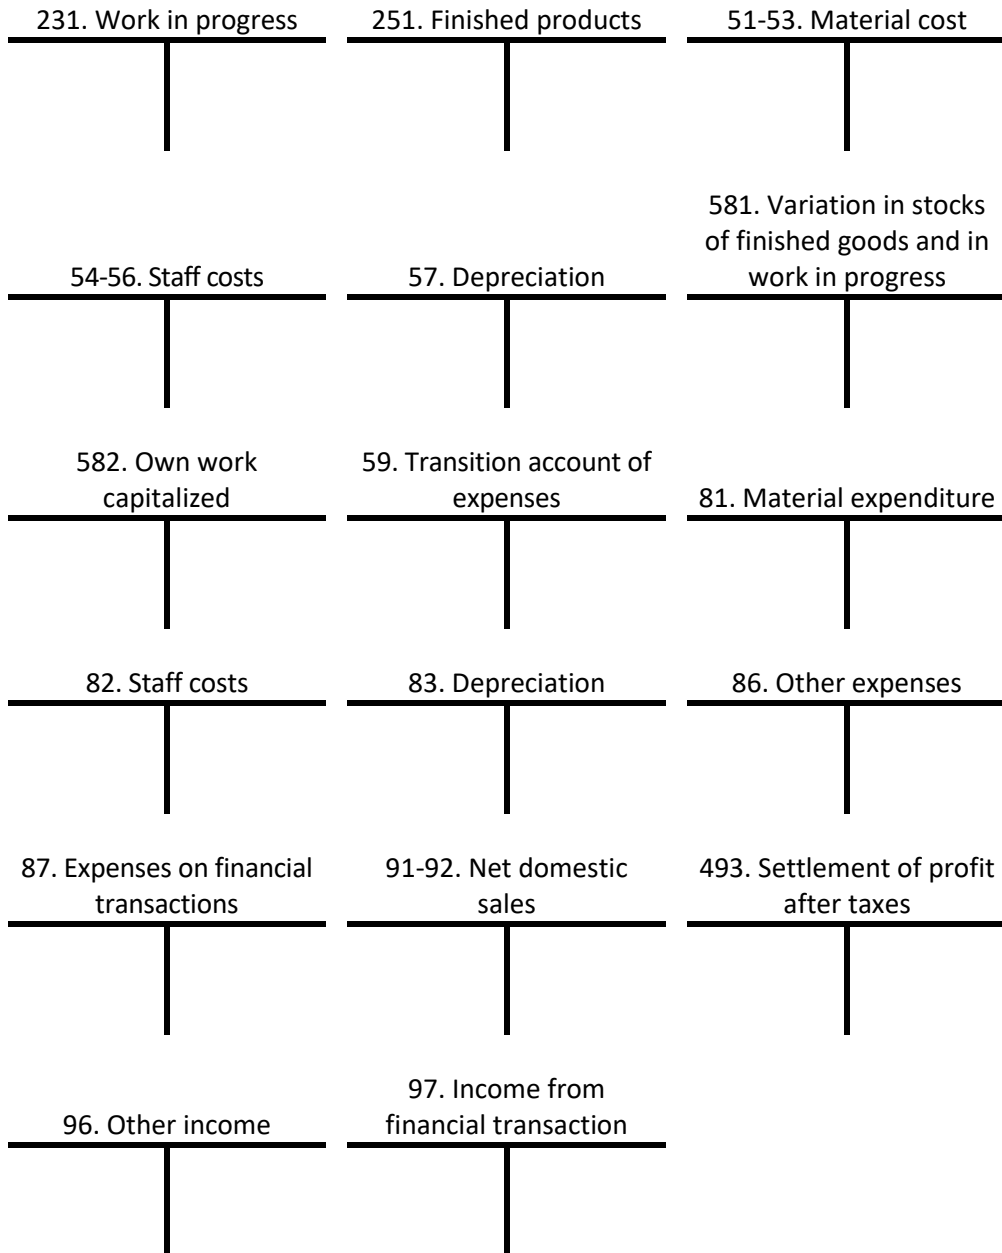 231. Work in progress
251. Finished products
51-53. Material cost
54-56. Staff costs
57. Depreciation
581. Variation in stocks
of finished goods and in
work in progress
582. Own work
capitalized
59. Transition account of
expenses
81. Material expenditure
82. Staff costs
83. Depreciation
86. Other expenses
87. Expenses on financial
transactions
91-92. Net domestic
sales
493. Settlement of profit
after taxes
96. Other income
97. Income from
financial transaction